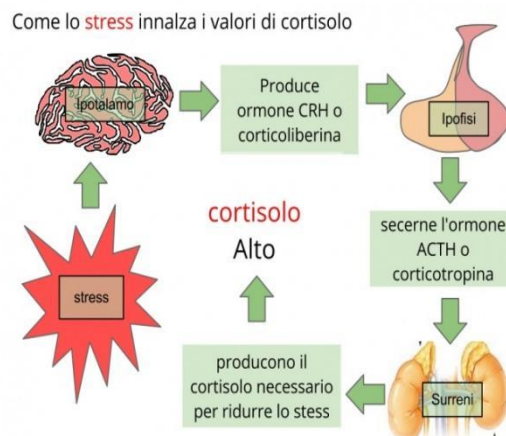 Come lo stress innalza i valori di cortisolo
Ipotalamo
Produce
ormone CRH o
corticoliberina
Ipofisi
secerne l'ormone
ACTH o
corticotropina
Surreni
producono il
cortisolo necessario
per ridurre lo stess
cortisolo
Alto
stress